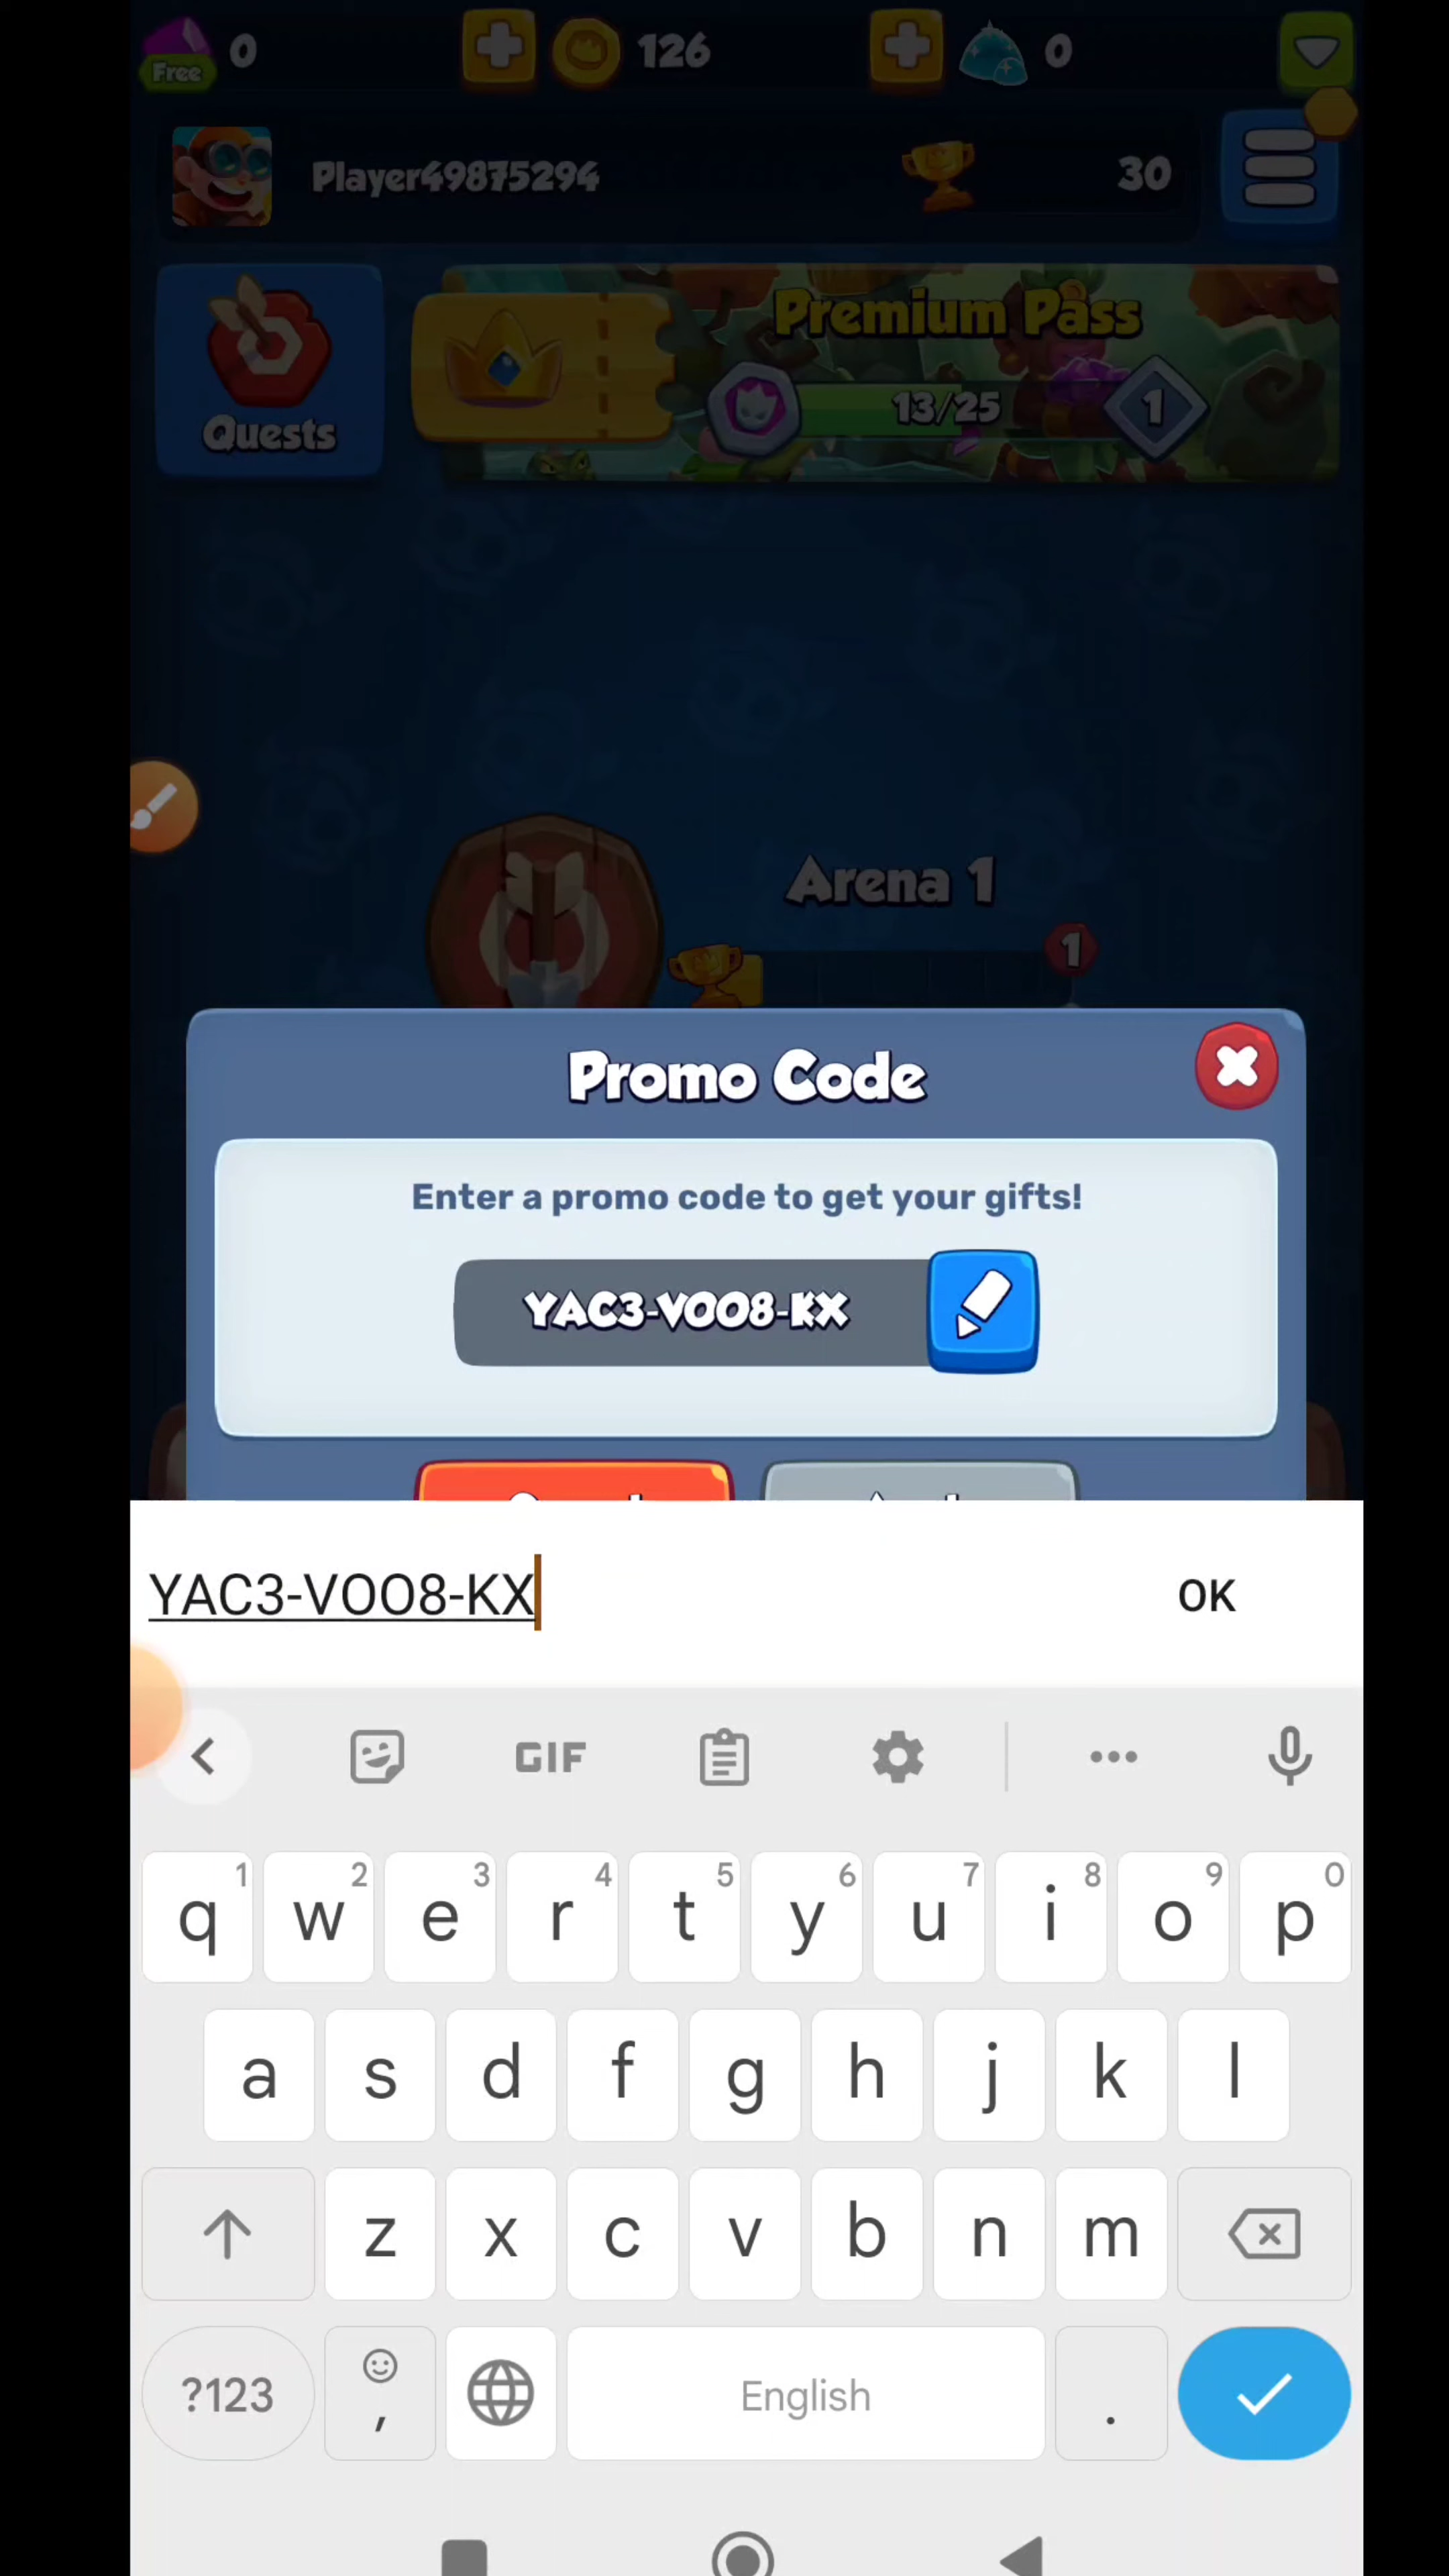 Free 0 126 0
Player49875294 30
Premium Pass
13/25 1
Quests
Arena 1
1
Promo Code
Enter a promo code to get your gifts!
YAC3-VOO8-KX
YAC3-VOO8-KX OK
GIF
q 1 w 2 e 3 r 4 t 5 y 6 u 7 i 8 o 9 p 0
a s d f g h j k l
z x c v b n m
?123 , English .